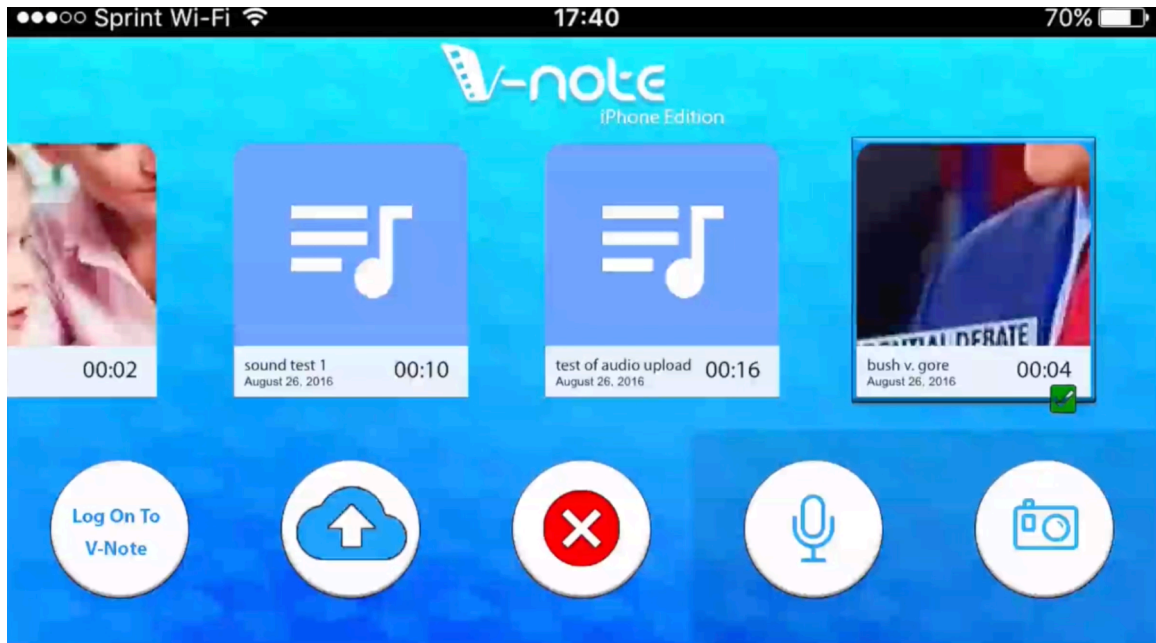 Sprint Wi-Fi 17:40 70%
V-note
iPhone Edition
DEBATE
00:02
sound test 1 00:10
August 26, 2016
test of audio upload 00:16
August 26, 2016
bush v. gore 00:04
August 26, 2016
Log On To
V-Note